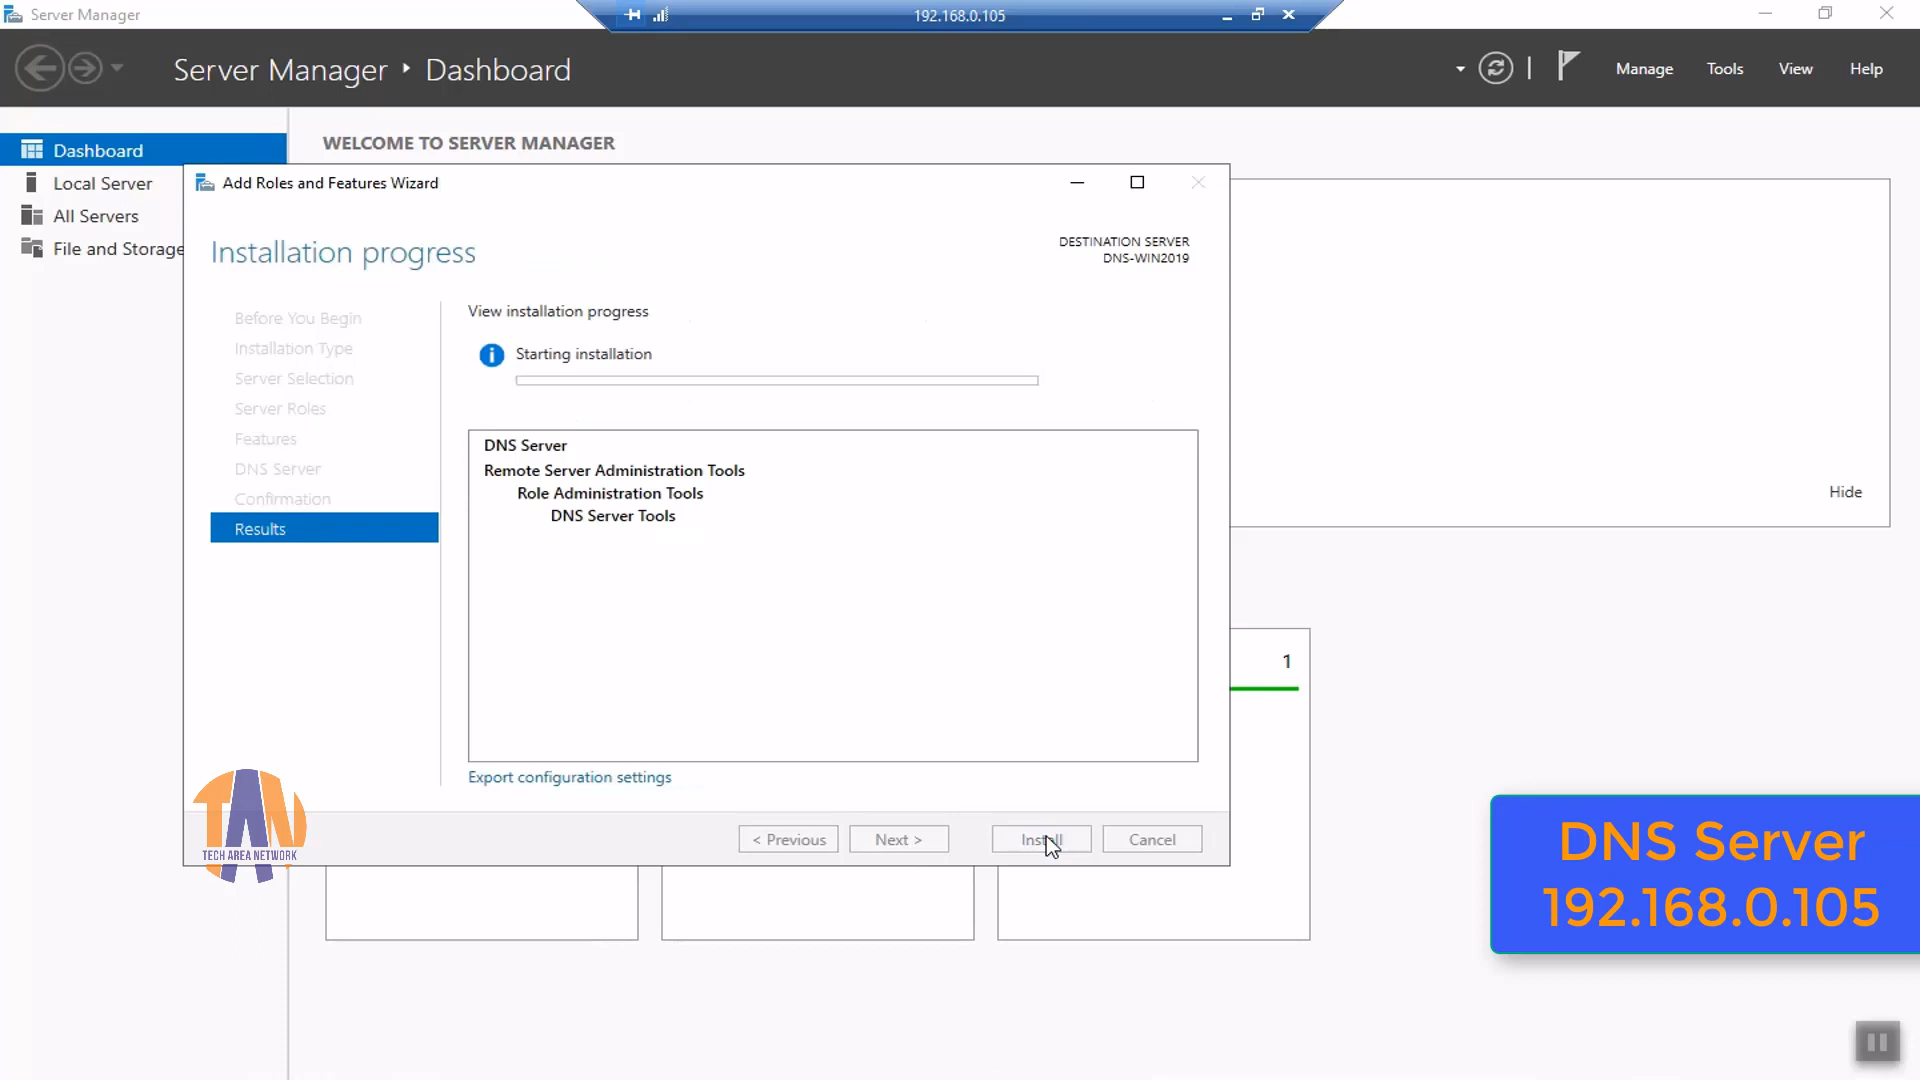 Server Manager
192.168.0.105
Server Manager ‣ Dashboard
Manage
Tools
View
Help
Dashboard
Local Server
All Servers
File and Storage
WELCOME TO SERVER MANAGER
Add Roles and Features Wizard
Installation progress
DESTINATION SERVER
DNS-WIN2019
Before You Begin
Installation Type
Server Selection
Server Roles
Features
DNS Server
Confirmation
Results
View installation progress
Starting installation
DNS Server
Remote Server Administration Tools
Role Administration Tools
DNS Server Tools
Export configuration settings
< Previous
Next >
Install
Cancel
Hide
1
TAN
TECH AREA NETWORK
DNS Server
192.168.0.105